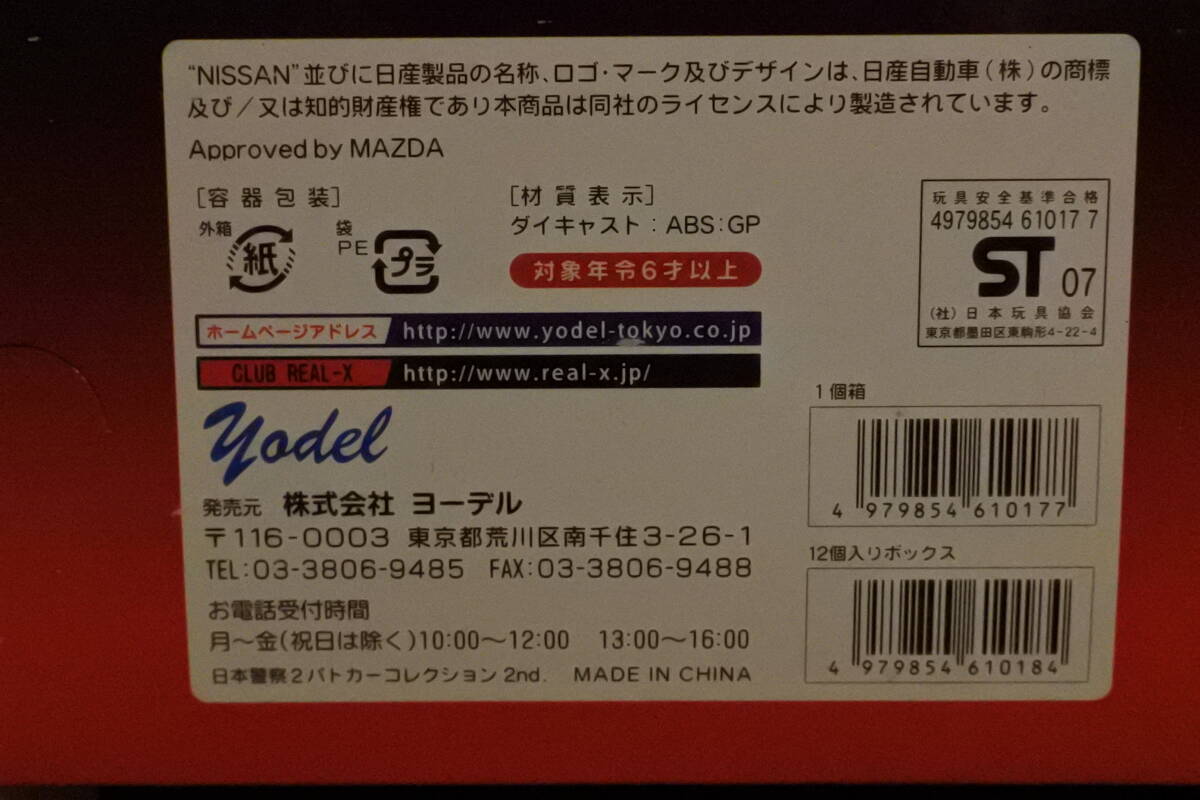 “NISSAN”並びに日産製品の名称、ロゴ・マーク及びデザインは、日産自動車(株)の商標
及び/又は知的財産権であり本商品は同社のライセンスにより製造されています。
Approved by MAZDA
[容器包装]
外箱 紙
袋 PE プラ
[材質表示]
ダイキャスト:ABS:GP
対象年令6才以上
玩具安全基準合格
4979854 61017 7
ST 07
(社)日本玩具協会
東京都墨田区東駒形4-22-4
ホームページアドレス http://www.yodel-tokyo.co.jp
CLUB REAL-X http://www.real-x.jp/
yodel
発売元 株式会社 ヨーデル
〒116-0003 東京都荒川区南千住3-26-1
TEL:03-3806-9485 FAX:03-3806-9488
お電話受付時間
月~金(祝日は除く)10:00~12:00 13:00~16:00
日本警察2パトカーコレクション 2nd. MADE IN CHINA
1個箱
4 979854 610177
12個入りボックス
4 979854 610184